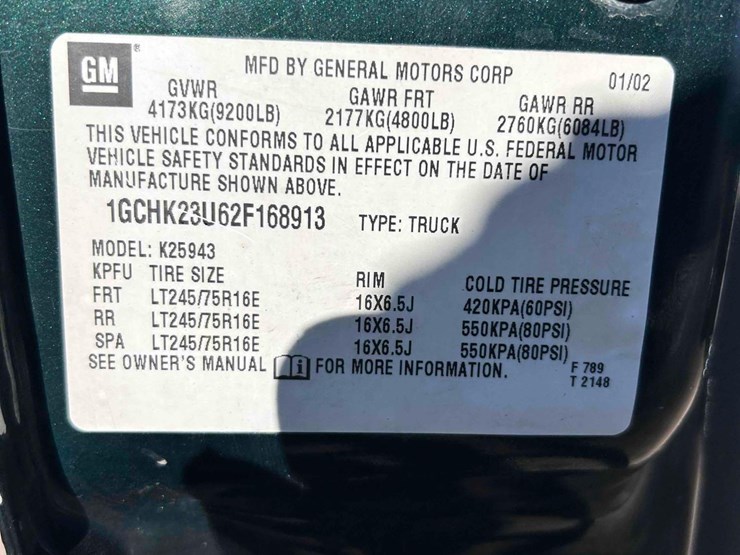 GM ®
MFD BY GENERAL MOTORS CORP 01/02
GVWR GAWR FRT GAWR RR
4173KG(9200LB) 2177KG(4800LB) 2760KG(6084LB)
THIS VEHICLE CONFORMS TO ALL APPLICABLE U.S. FEDERAL MOTOR
VEHICLE SAFETY STANDARDS IN EFFECT ON THE DATE OF
MANUFACTURE SHOWN ABOVE.
1GCHK23U62F168913 TYPE: TRUCK
MODEL: K25943
KPFU TIRE SIZE RIM COLD TIRE PRESSURE
FRT LT245/75R16E 16X6.5J 420KPA(60PSI)
RR LT245/75R16E 16X6.5J 550KPA(80PSI)
SPA LT245/75R16E 16X6.5J 550KPA(80PSI)
SEE OWNER'S MANUAL i FOR MORE INFORMATION.
F 789
T 2148